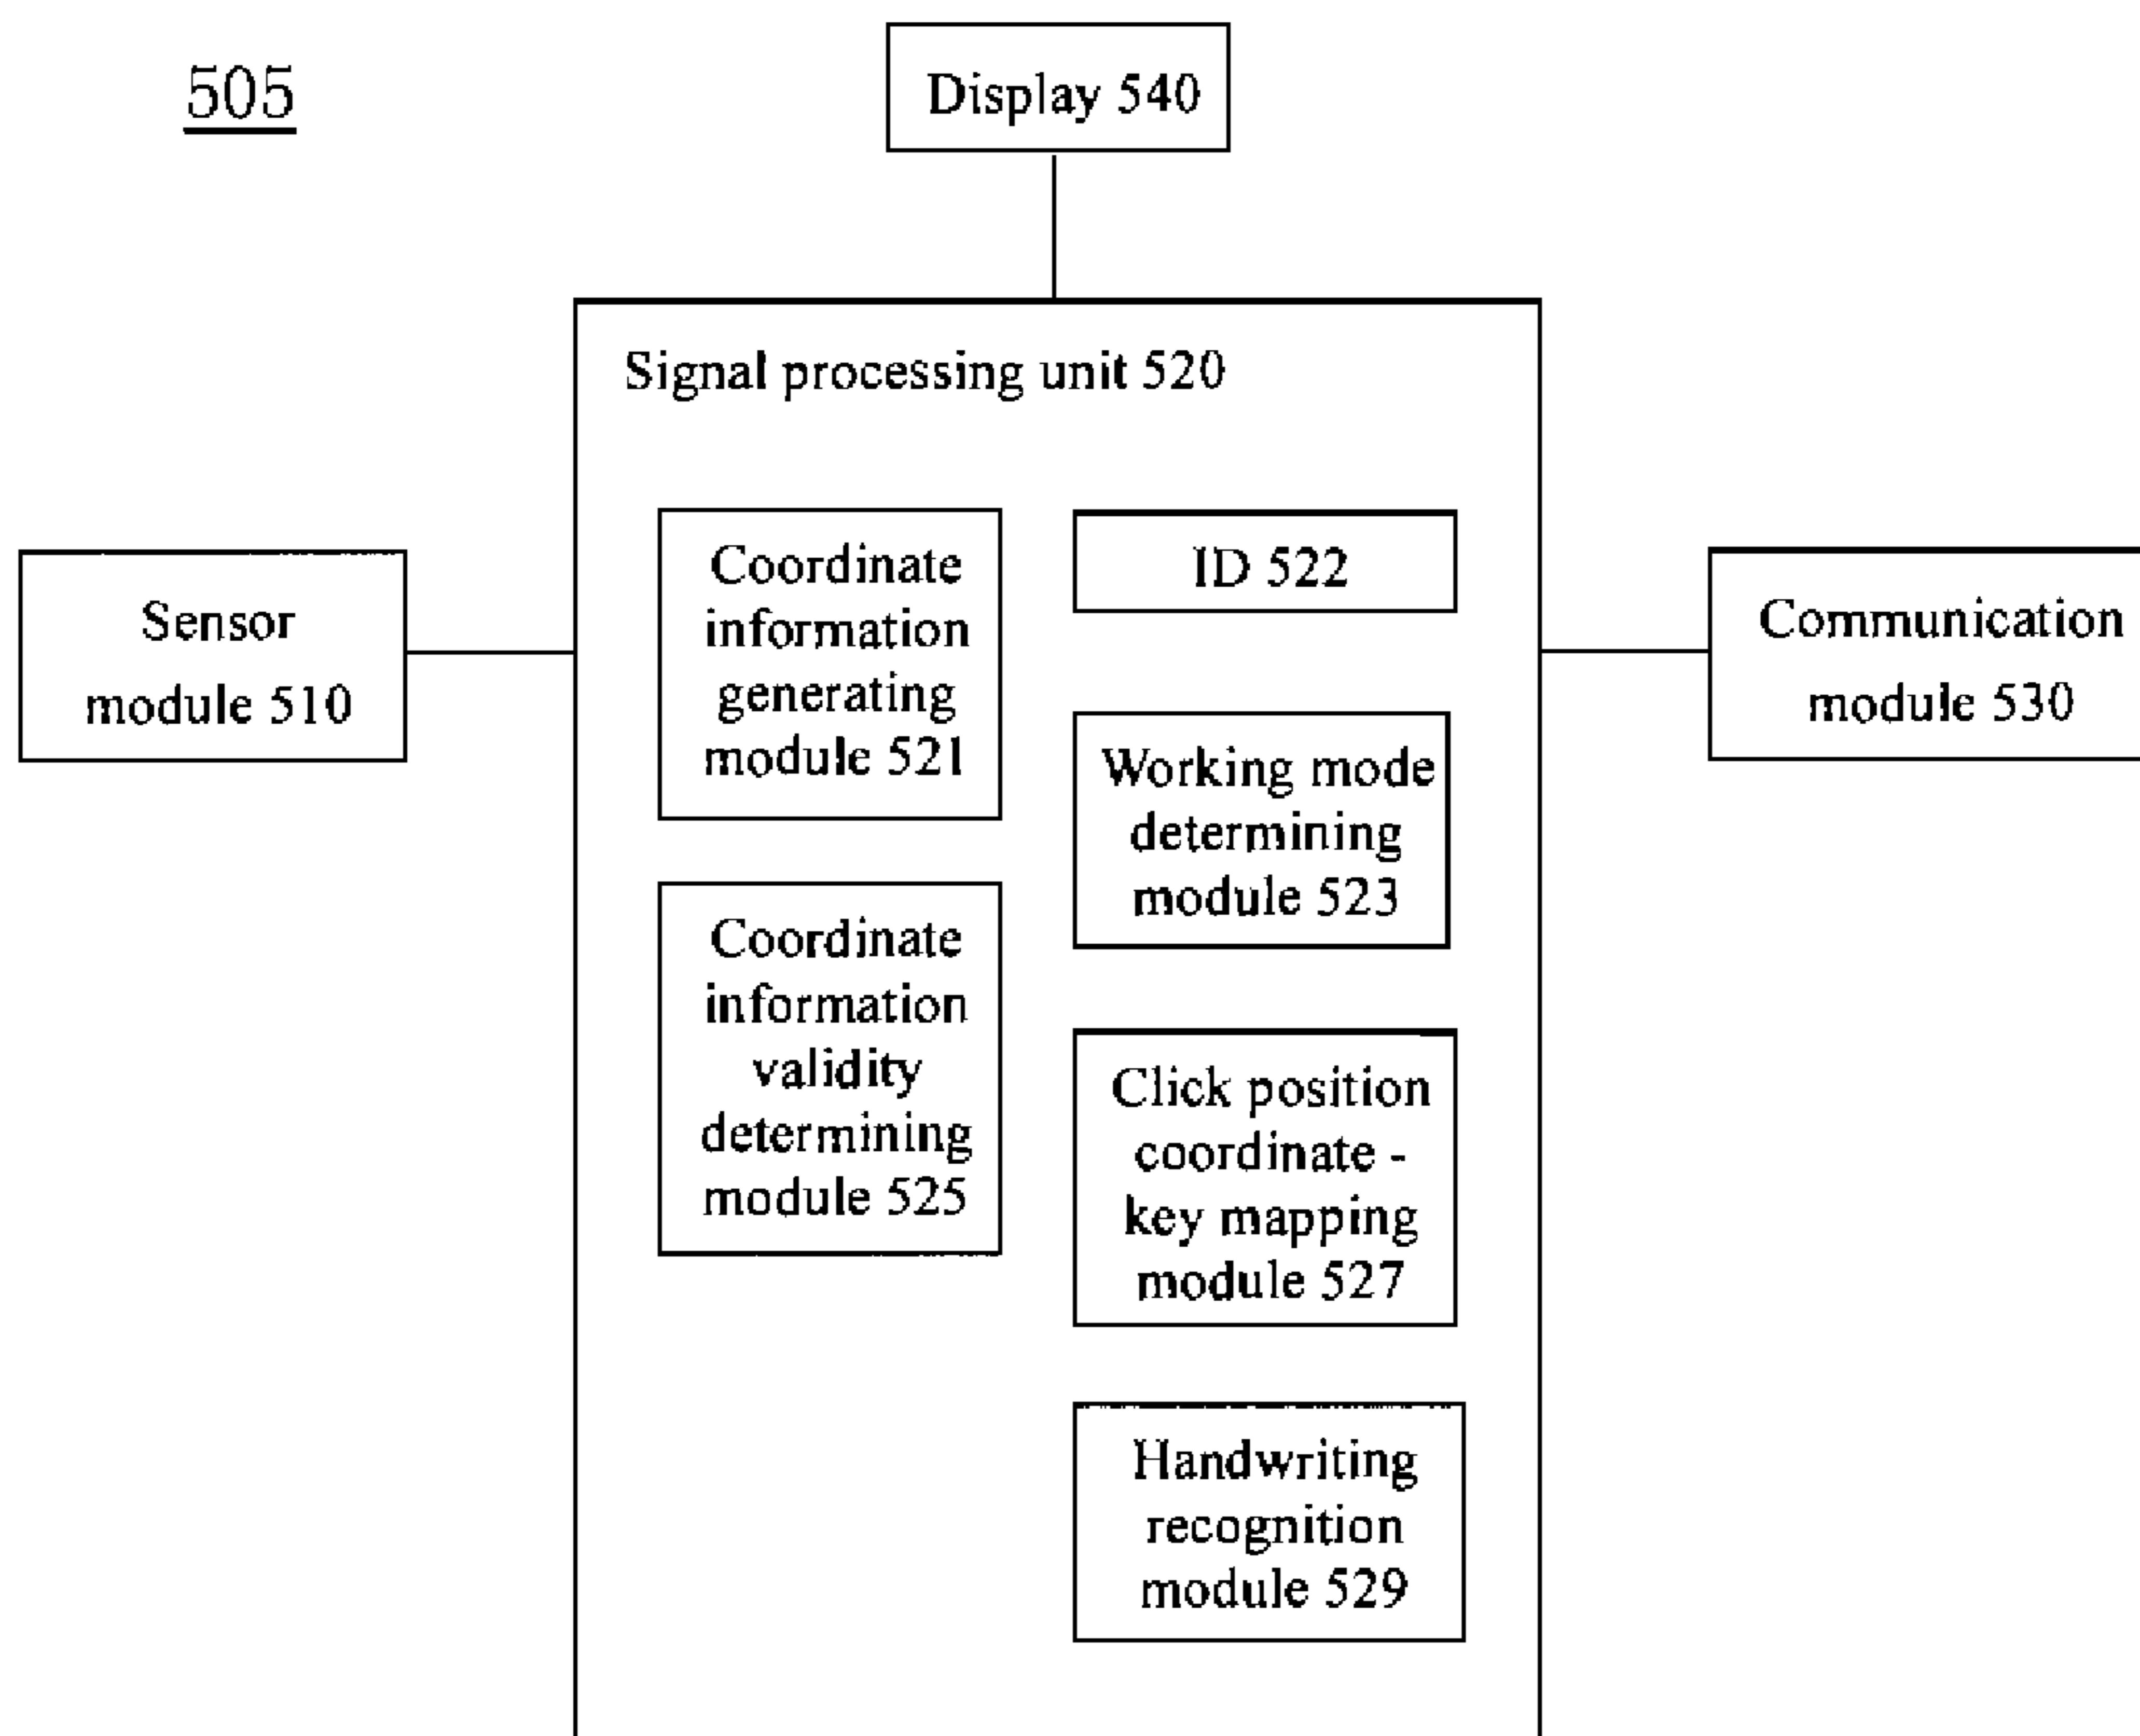 505
Display 540
Signal processing unit 520
Sensor
module 510
Coordinate
information
generating
module 521
Coordinate
information
validity
determining
module 525
ID 522
Working mode
determining
module 523
Click position
coordinate -
key mapping
module 527
Handwriting
recognition
module 529
Communication
module 530